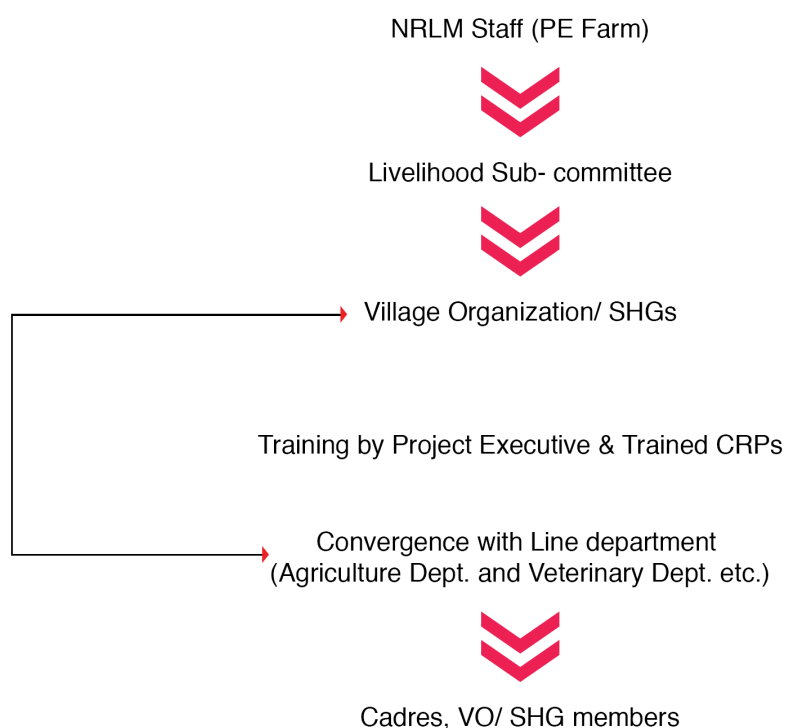 NRLM Staff (PE Farm)
Livelihood Sub- committee
Village Organization/ SHGs
Training by Project Executive & Trained CRPs
Convergence with Line department
(Agriculture Dept. and Veterinary Dept. etc.)
Cadres, VO/ SHG members